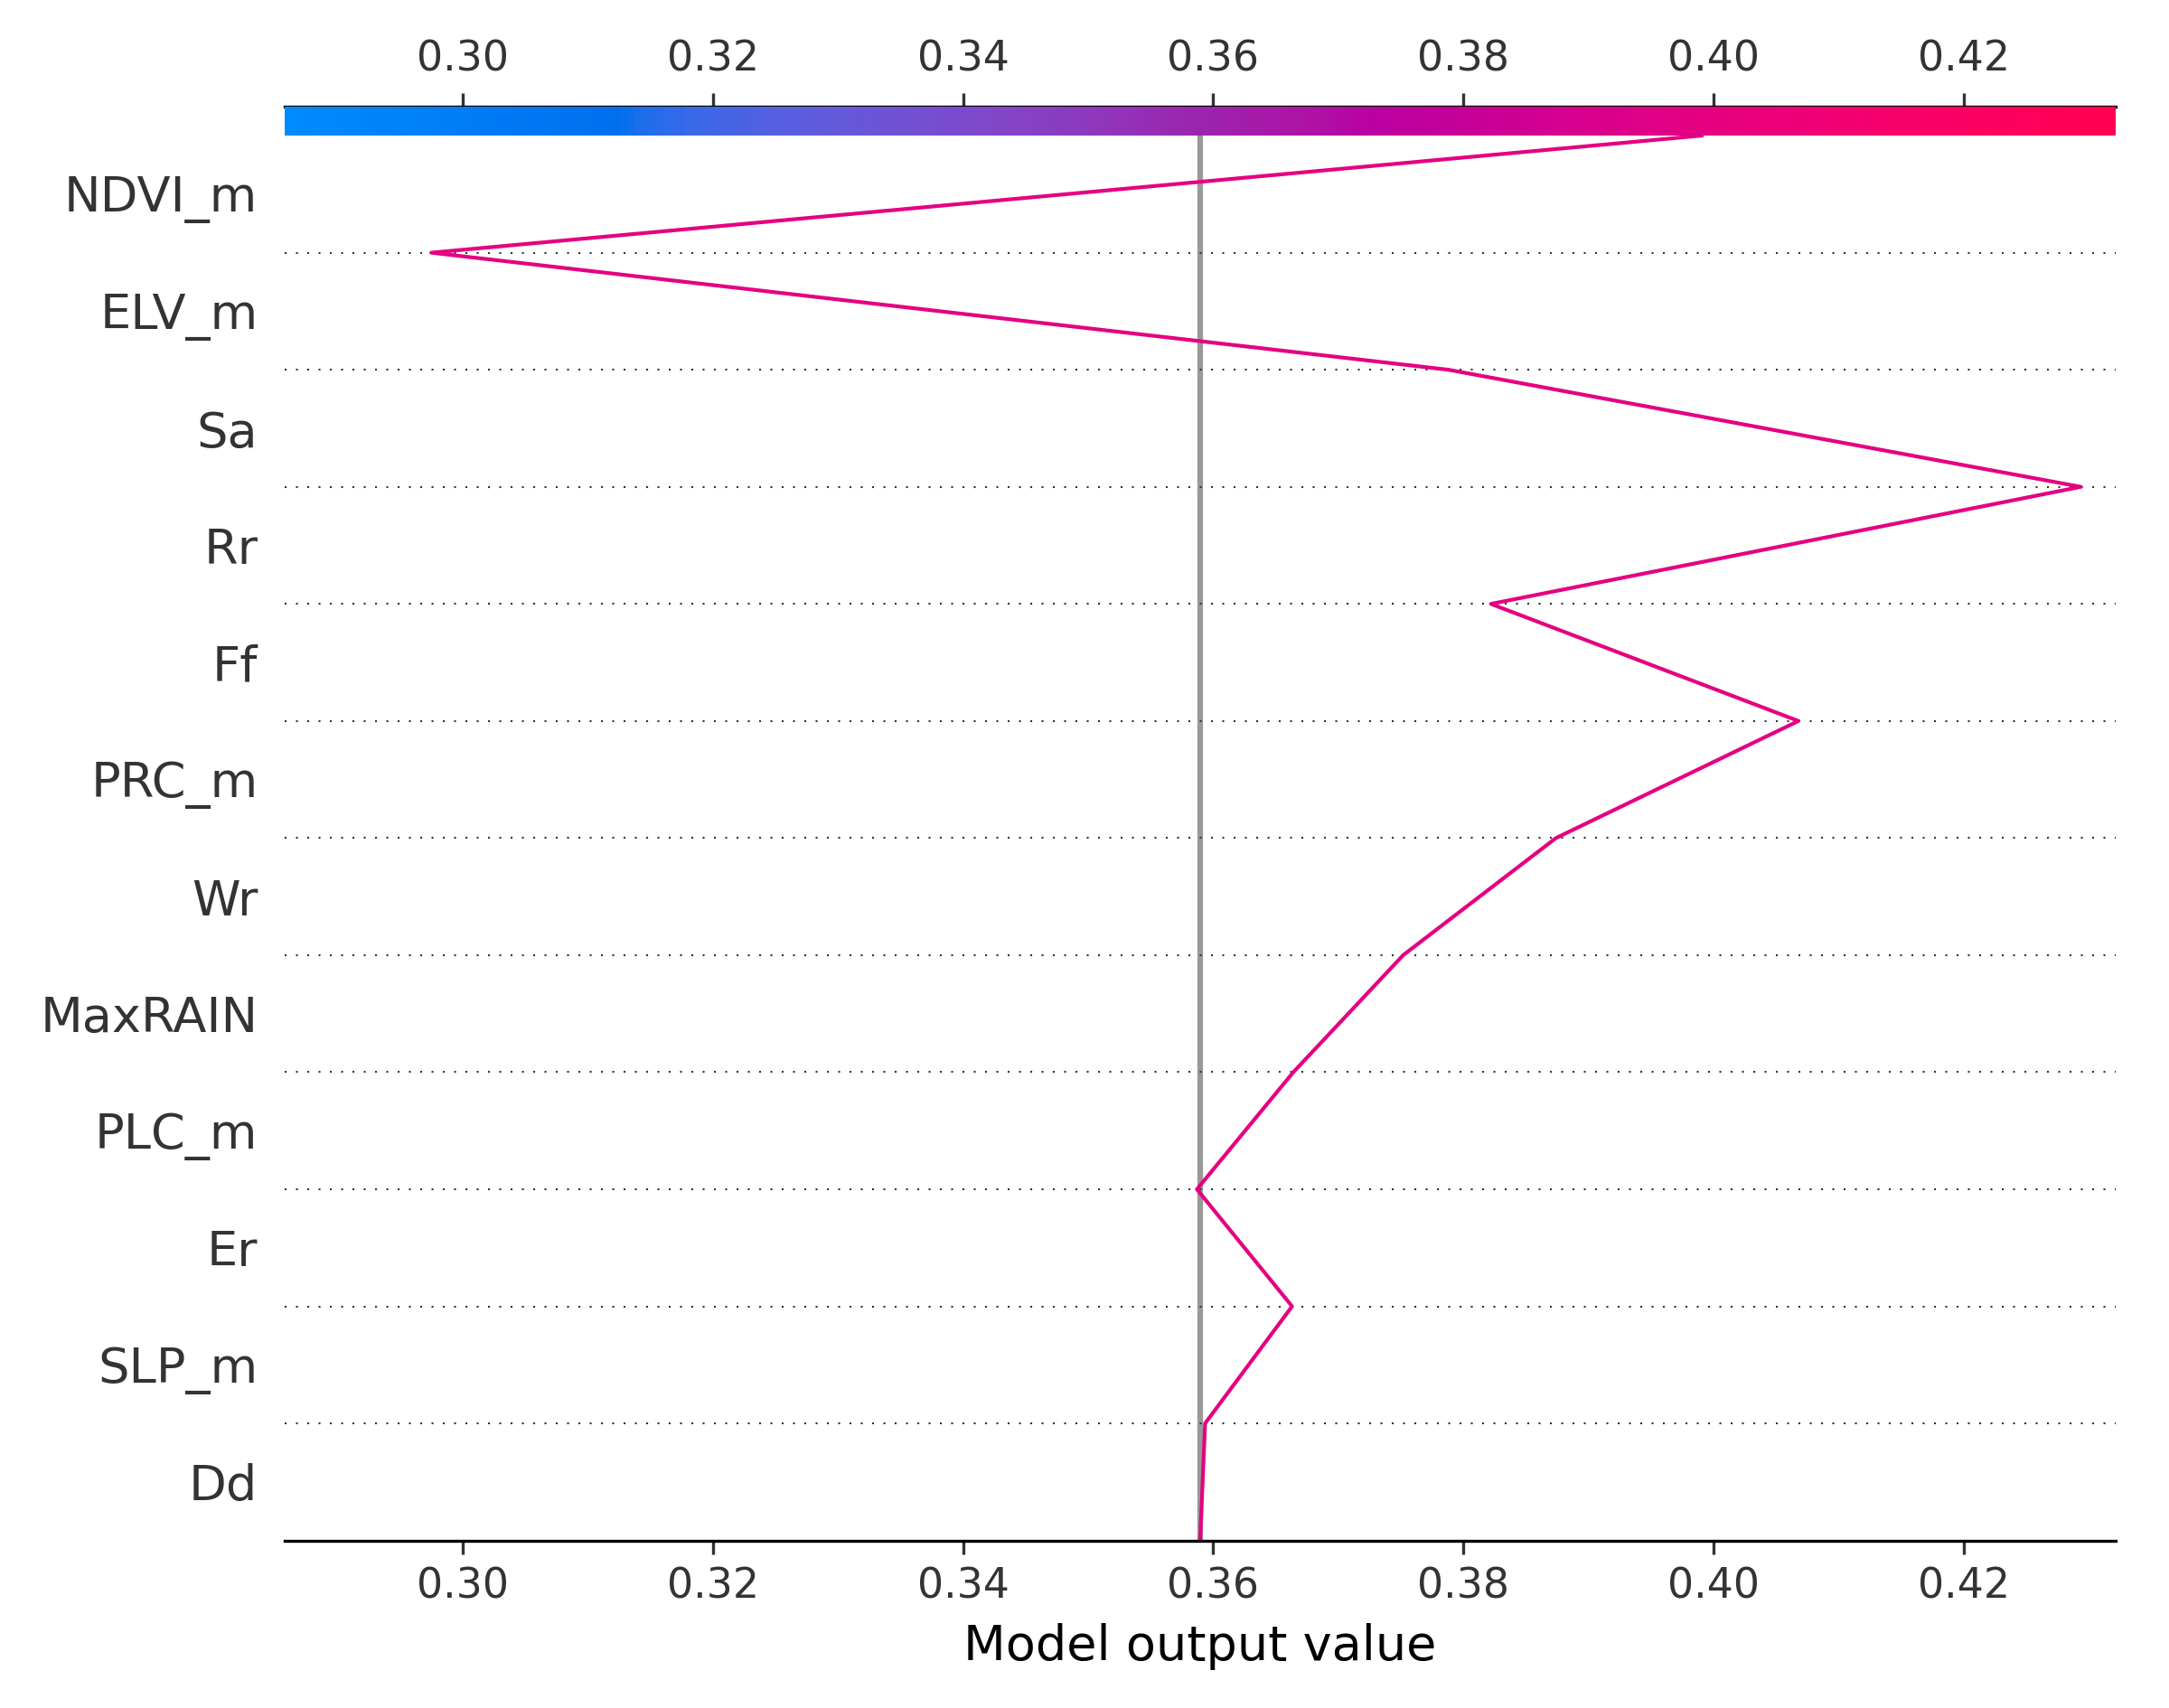 0.30 0.32 0.34 0.36 0.38 0.40 0.42
NDVI_m
ELV_m
Sa
Rr
Ff
PRC_m
Wr
MaxRAIN
PLC_m
Er
SLP_m
Dd
0.30 0.32 0.34 0.36 0.38 0.40 0.42
Model output value